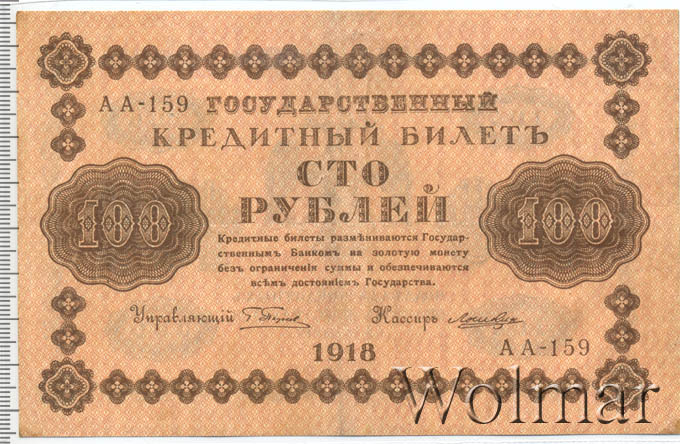 АА-159 ГОСУДАРСТВЕННЫЙ
КРЕДИТНЫЙ БИЛЕТЪ
СТО
РУБЛЕЙ
100
100
Кредитные билеты размѣниваются Государ-
ственнымъ Банкомъ на золотую монету
безъ ограниченія суммы и обезпечиваются
всѣмъ достояніемъ Государства.
Управляющій
Кассиръ
1918
АА-159
Wolmar